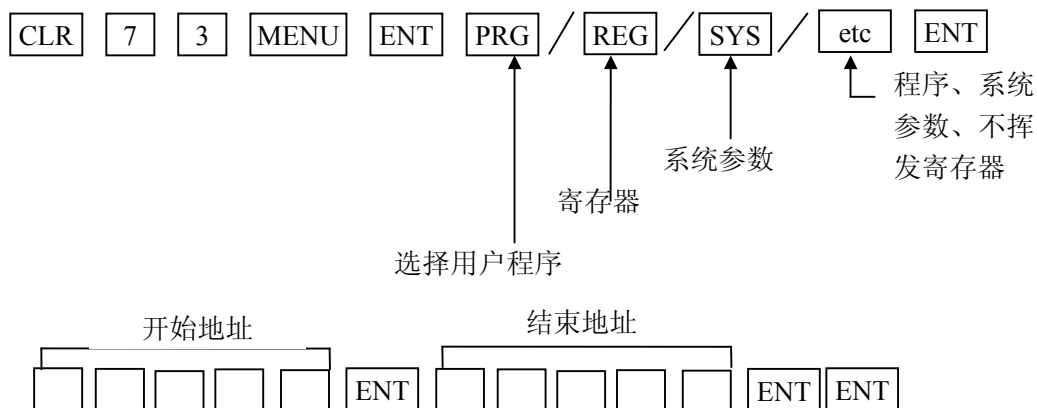 CLR 7 3 MENU ENT PRG / REG / SYS / etc ENT
程序、系统
参数、不挥
发寄存器
系统参数
寄存器
选择用户程序
开始地址 结束地址
ENT ENT ENT